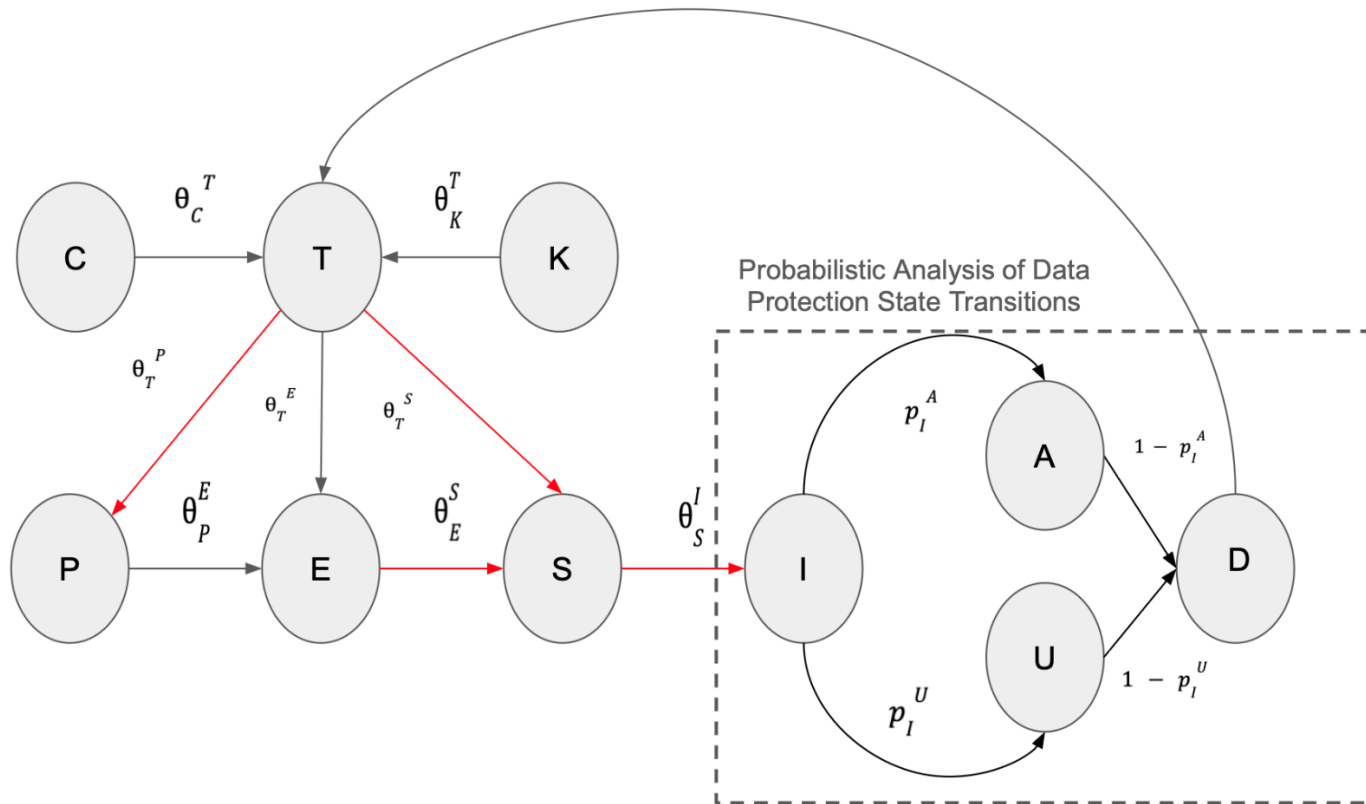 θ_C^T
θ_K^T
C
T
K
Probabilistic Analysis of Data
Protection State Transitions
θ_T^P
θ_T^E
θ_T^S
p_I^A
A
1 − p_I^A
θ_P^E
θ_E^S
θ_S^I
P
E
S
I
D
U
1 − p_I^U
p_I^U